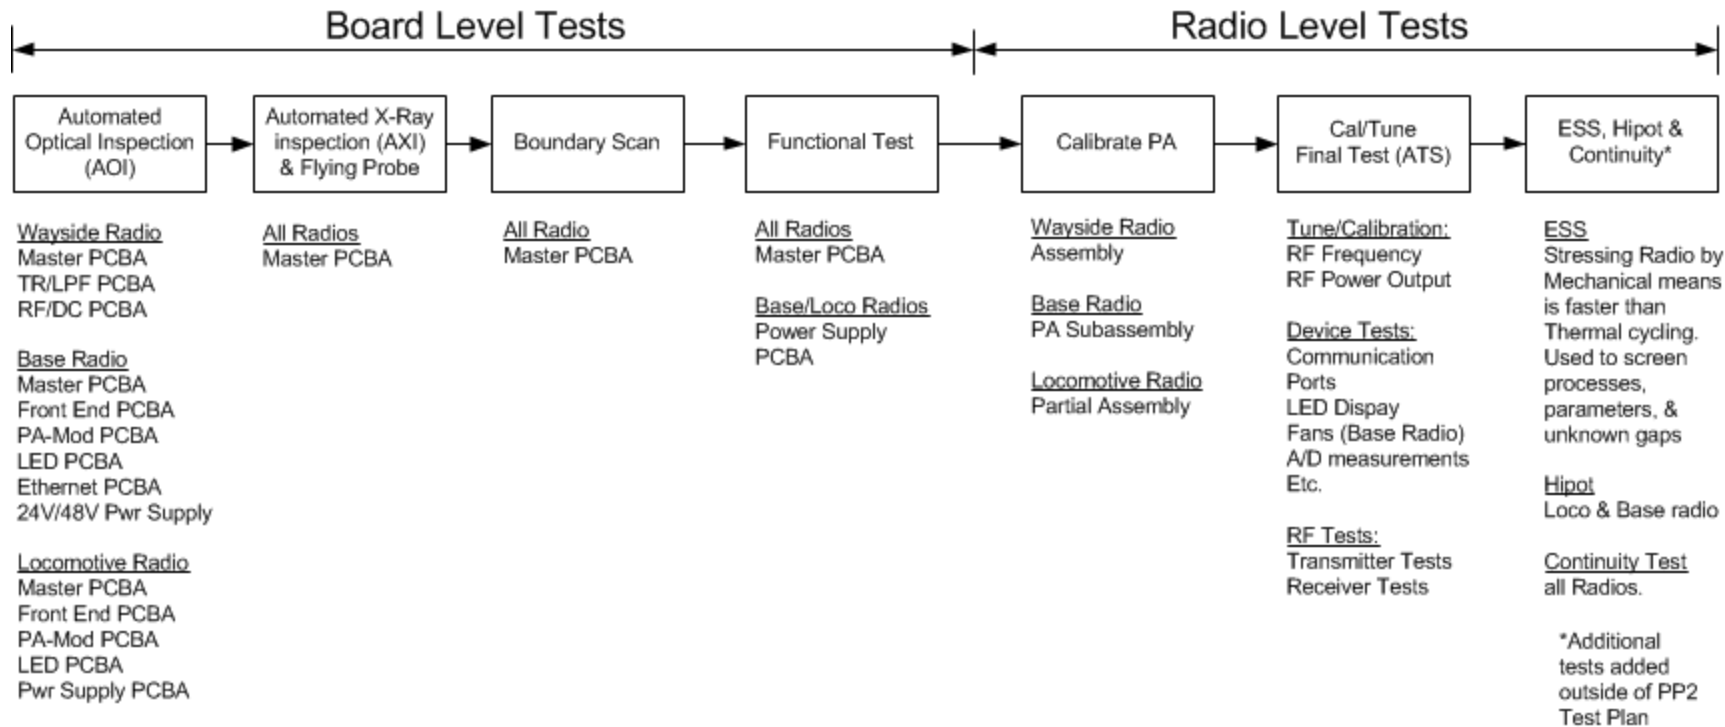 Board Level Tests
Radio Level Tests
Automated
Optical Inspection
(AOI)
Automated X-Ray
inspection (AXI)
& Flying Probe
Boundary Scan
Functional Test
Calibrate PA
Cal/Tune
Final Test (ATS)
ESS, Hipot &
Continuity*
Wayside Radio
Master PCBA
TR/LPF PCBA
RF/DC PCBA
Base Radio
Master PCBA
Front End PCBA
PA-Mod PCBA
LED PCBA
Ethernet PCBA
24V/48V Pwr Supply
Locomotive Radio
Master PCBA
Front End PCBA
PA-Mod PCBA
LED PCBA
Pwr Supply PCBA
All Radios
Master PCBA
All Radio
Master PCBA
All Radios
Master PCBA
Base/Loco Radios
Power Supply
PCBA
Wayside Radio
Assembly
Base Radio
PA Subassembly
Locomotive Radio
Partial Assembly
Tune/Calibration:
RF Frequency
RF Power Output
Device Tests:
Communication
Ports
LED Dispay
Fans (Base Radio)
A/D measurements
Etc.
RF Tests:
Transmitter Tests
Receiver Tests
ESS
Stressing Radio by
Mechanical means
is faster than
Thermal cycling.
Used to screen
processes,
parameters, &
unknown gaps
Hipot
Loco & Base radio
Continuity Test
all Radios.
*Additional
tests added
outside of PP2
Test Plan